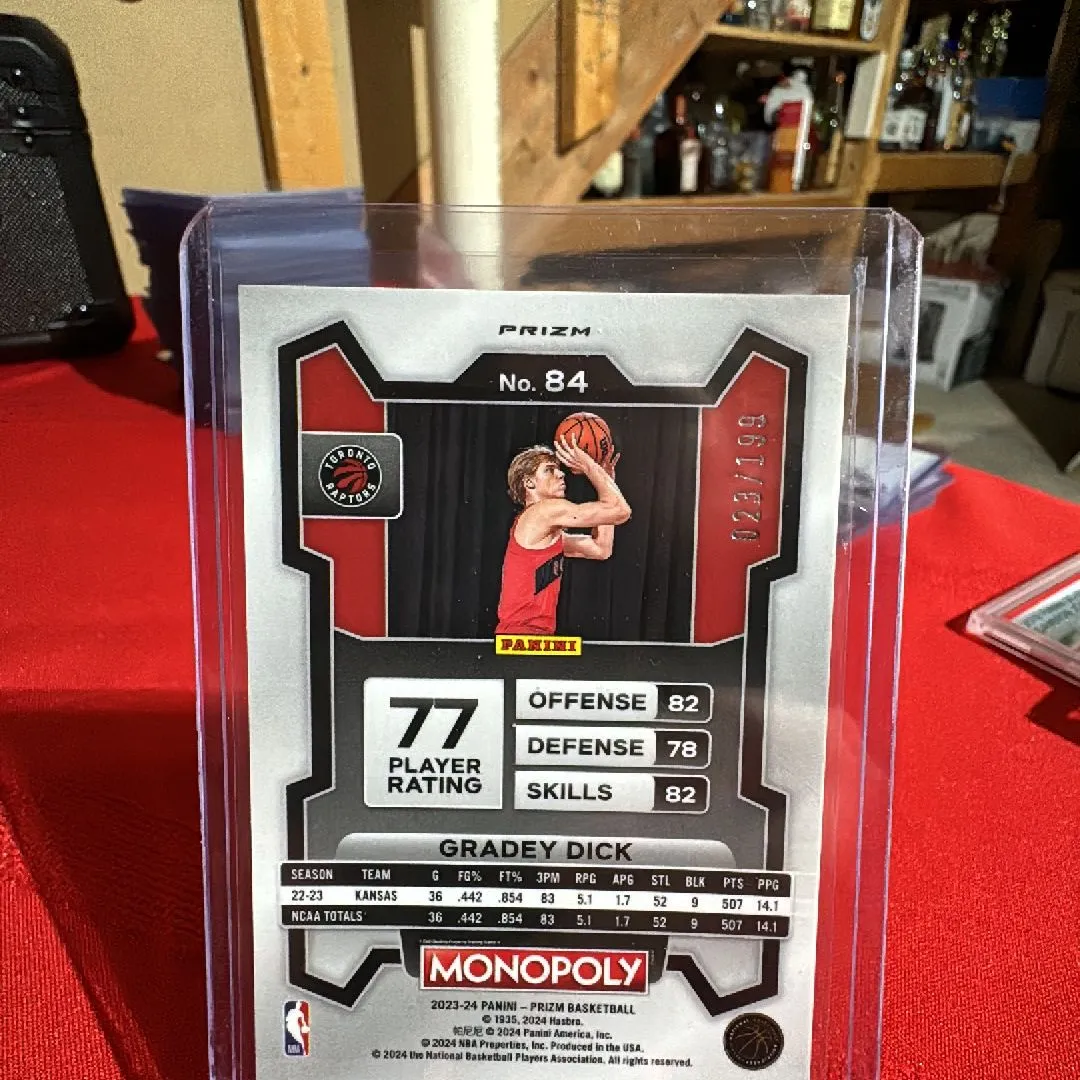 PRIZM
No. 84
TORONTO
RAPTORS
023/199
PANINI
77
PLAYER
RATING
OFFENSE 82
DEFENSE 78
SKILLS 82
GRADEY DICK
SEASON TEAM G FG% FT% 3PM RPG APG STL BLK PTS PPG
22-23 KANSAS 36 .442 .854 83 5.1 1.7 52 9 507 14.1
NCAA TOTALS 36 .442 .854 83 5.1 1.7 52 9 507 14.1
MONOPOLY
2023-24 PANINI – PRIZM BASKETBALL
© 1935, 2024 Hasbro.
帕尼尼 © 2024 Panini America, Inc.
© 2024 NBA Properties, Inc. Produced in the USA.
© 2024 the National Basketball Players Association. All rights reserved.
NBA